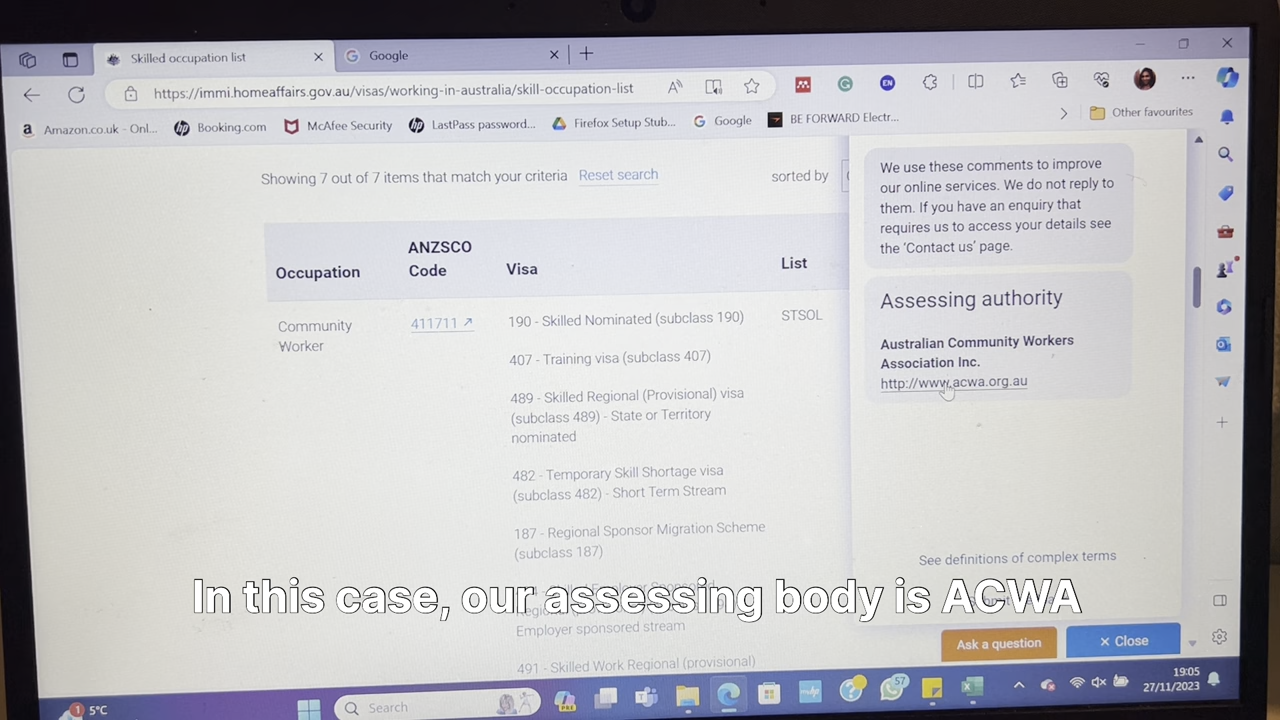 Skilled occupation list
Google
https://immi.homeaffairs.gov.au/visas/working-in-australia/skill-occupation-list
EN
Amazon.co.uk - Onl...
Booking.com
McAfee Security
LastPass password...
Firefox Setup Stub...
Google
BE FORWARD Electr...
Other favourites
Showing 7 out of 7 items that match your criteria Reset search
sorted by
Occupation
ANZSCO
Code
Visa
List
Community
Worker
411711
190 - Skilled Nominated (subclass 190)
STSOL
407 - Training visa (subclass 407)
489 - Skilled Regional (Provisional) visa
(subclass 489) - State or Territory
nominated
482 - Temporary Skill Shortage visa
(subclass 482) - Short Term Stream
187 - Regional Sponsor Migration Scheme
(subclass 187)
Employer sponsored stream
491 - Skilled Work Regional (provisional)
We use these comments to improve
our online services. We do not reply to
them. If you have an enquiry that
requires us to access your details see
the ‘Contact us’ page.
Assessing authority
Australian Community Workers
Association Inc.
http://www.acwa.org.au
See definitions of complex terms
In this case, our assessing body is ACWA
Ask a question
× Close
1
5°C
Search
PRE
57
19:05
27/11/2023